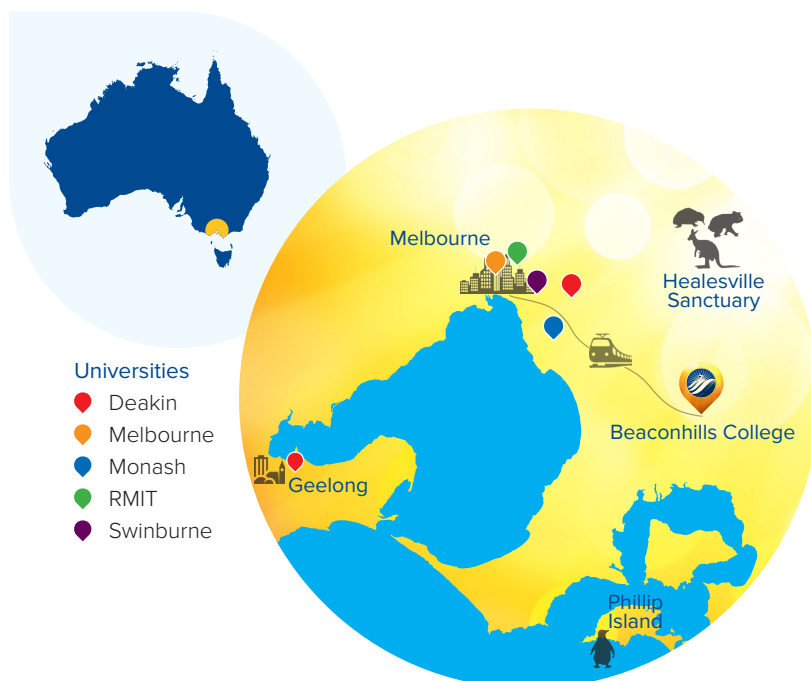 Melbourne
Healesville
Sanctuary
Universities
Deakin
Melbourne
Monash
RMIT
Swinburne
Beaconhills College
Geelong
Phillip
Island